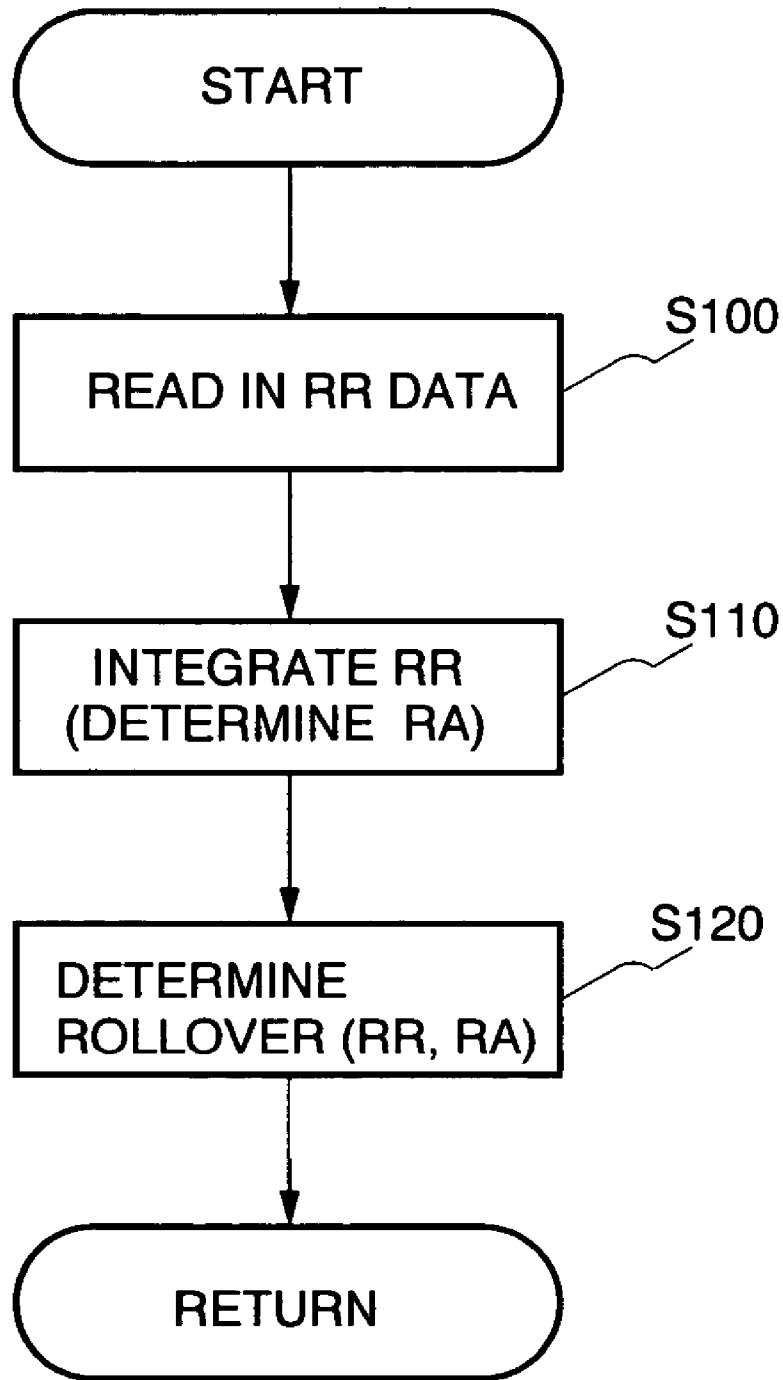 START
S100
READ IN RR DATA
S110
INTEGRATE RR
(DETERMINE RA)
S120
DETERMINE
ROLLOVER (RR, RA)
RETURN